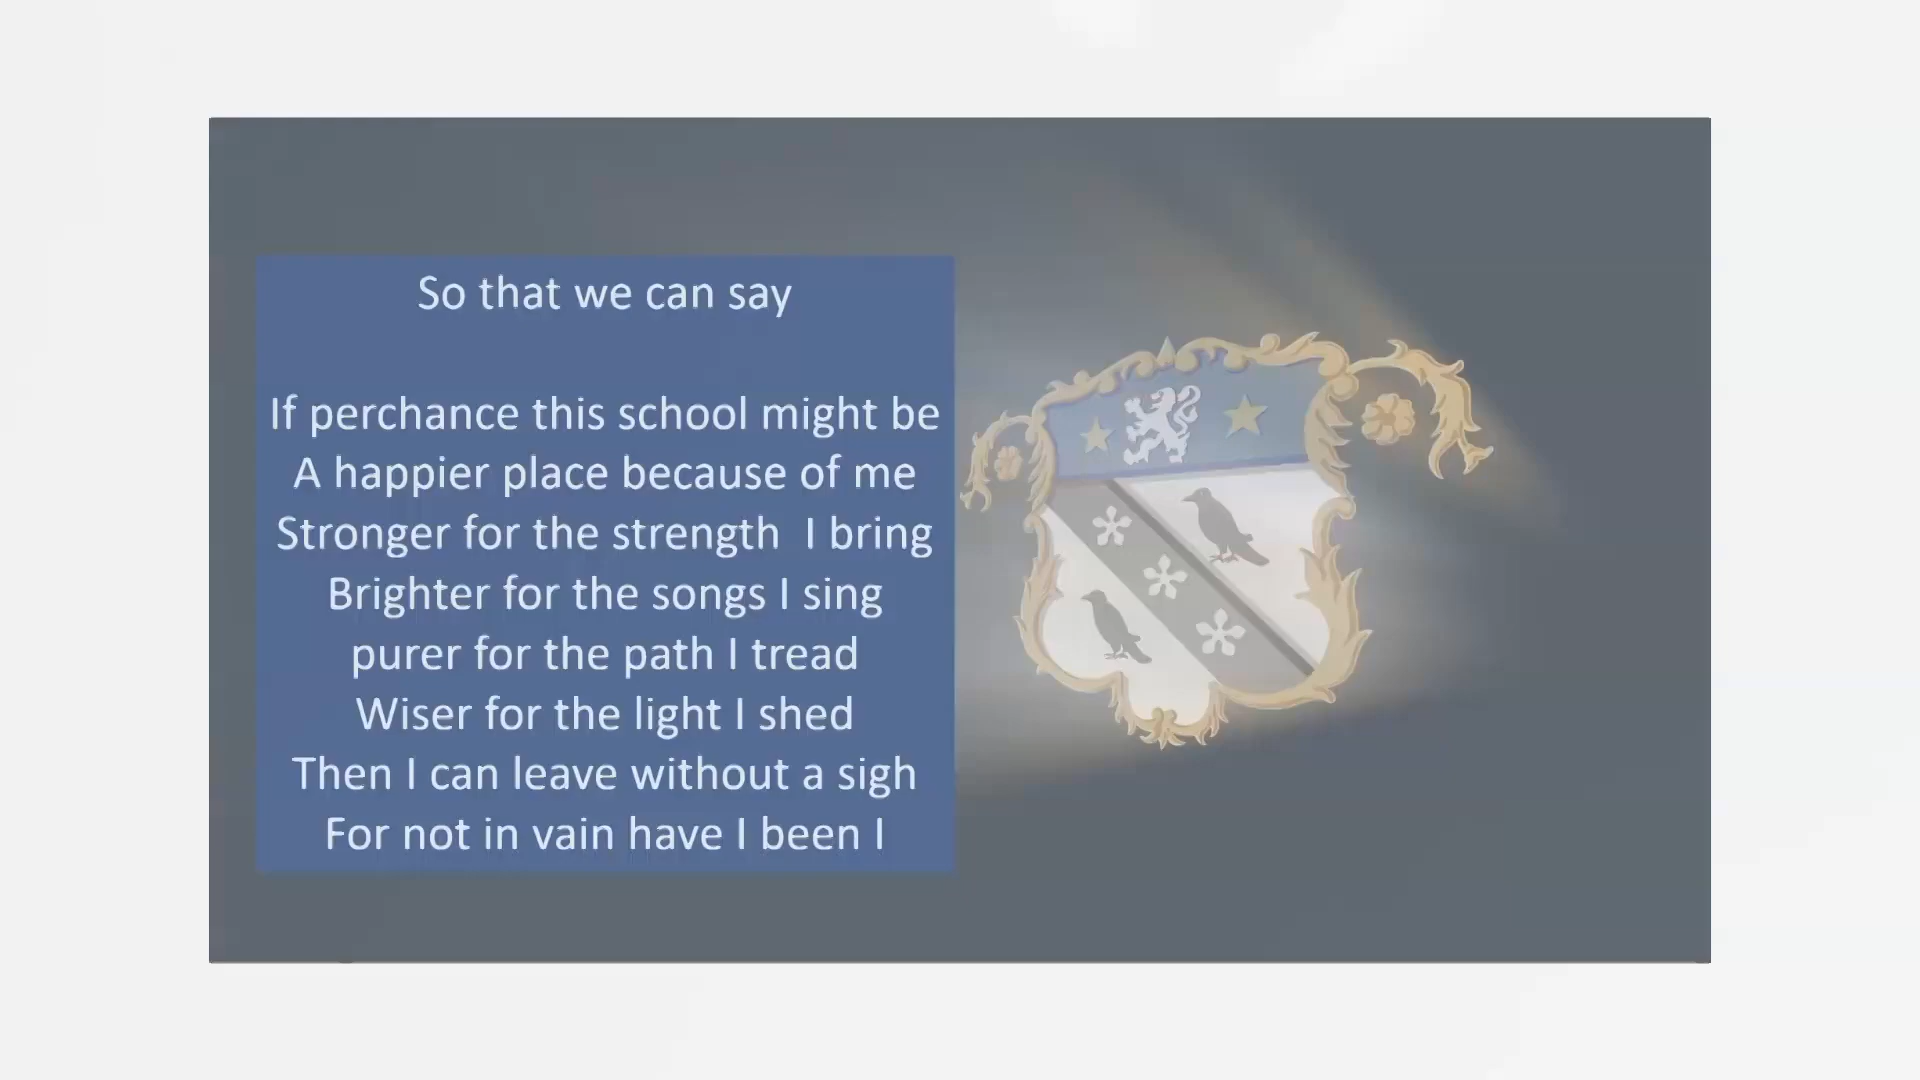 So that we can say
If perchance this school might be
A happier place because of me
Stronger for the strength  I bring
Brighter for the songs I sing
purer for the path I tread
Wiser for the light I shed
Then I can leave without a sigh
For not in vain have I been I